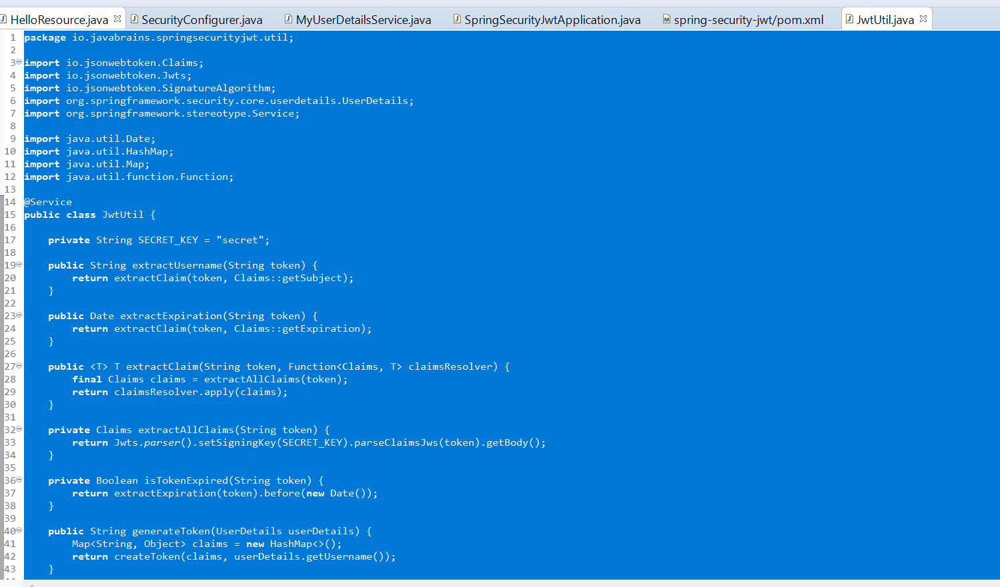 HelloResource.java SecurityConfigurer.java MyUserDetailsService.java SpringSecurityJwtApplication.java spring-security-jwt/pom.xml JwtUtil.java
1 package io.javabrains.springsecurityjwt.util;
2
3 import io.jsonwebtoken.Claims;
4 import io.jsonwebtoken.Jwts;
5 import io.jsonwebtoken.SignatureAlgorithm;
6 import org.springframework.security.core.userdetails.UserDetails;
7 import org.springframework.stereotype.Service;
8
9 import java.util.Date;
10 import java.util.HashMap;
11 import java.util.Map;
12 import java.util.function.Function;
13
14 @Service
15 public class JwtUtil {
16
17     private String SECRET_KEY = "secret";
18
19     public String extractUsername(String token) {
20         return extractClaim(token, Claims::getSubject);
21     }
22
23     public Date extractExpiration(String token) {
24         return extractClaim(token, Claims::getExpiration);
25     }
26
27     public <T> T extractClaim(String token, Function<Claims, T> claimsResolver) {
28         final Claims claims = extractAllClaims(token);
29         return claimsResolver.apply(claims);
30     }
31
32     private Claims extractAllClaims(String token) {
33         return Jwts.parser().setSigningKey(SECRET_KEY).parseClaimsJws(token).getBody();
34     }
35
36     private Boolean isTokenExpired(String token) {
37         return extractExpiration(token).before(new Date());
38     }
39
40     public String generateToken(UserDetails userDetails) {
41         Map<String, Object> claims = new HashMap<>();
42         return createToken(claims, userDetails.getUsername());
43     }